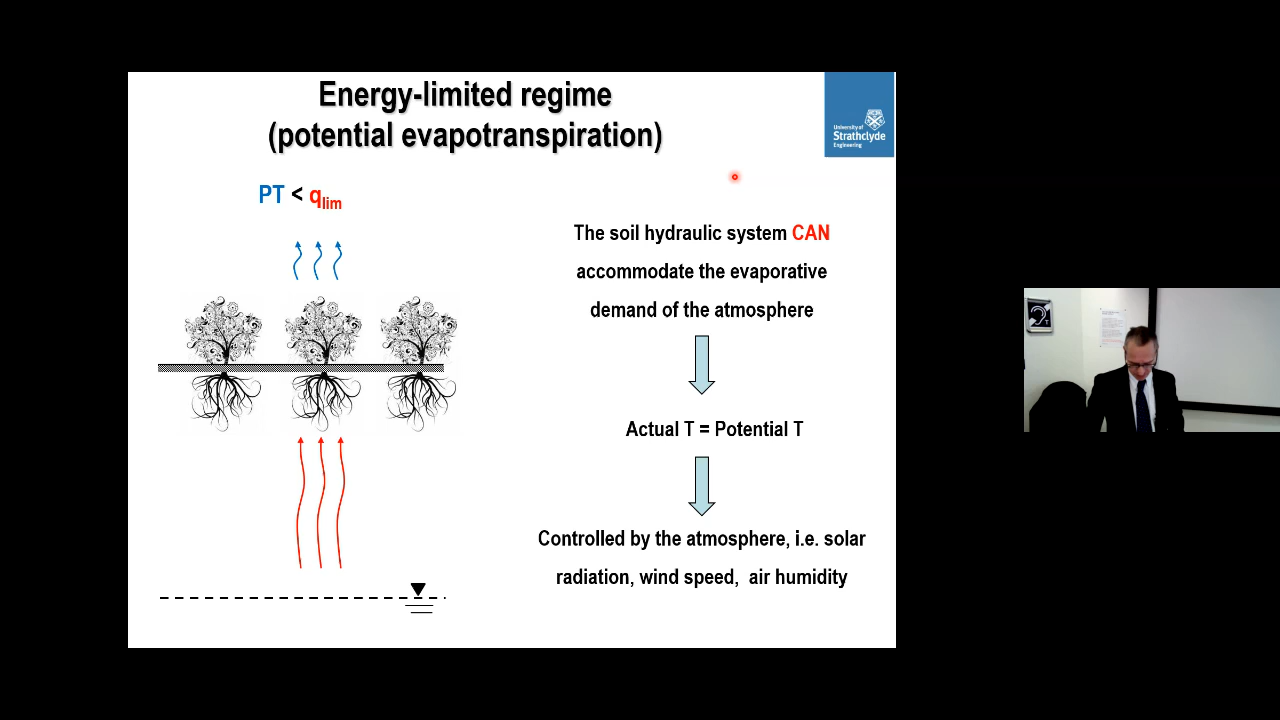 Energy-limited regime
(potential evapotranspiration)
University of
Strathclyde
Engineering
PT < qlim
The soil hydraulic system CAN
accommodate the evaporative
demand of the atmosphere
Actual T = Potential T
Controlled by the atmosphere, i.e. solar
radiation, wind speed, air humidity